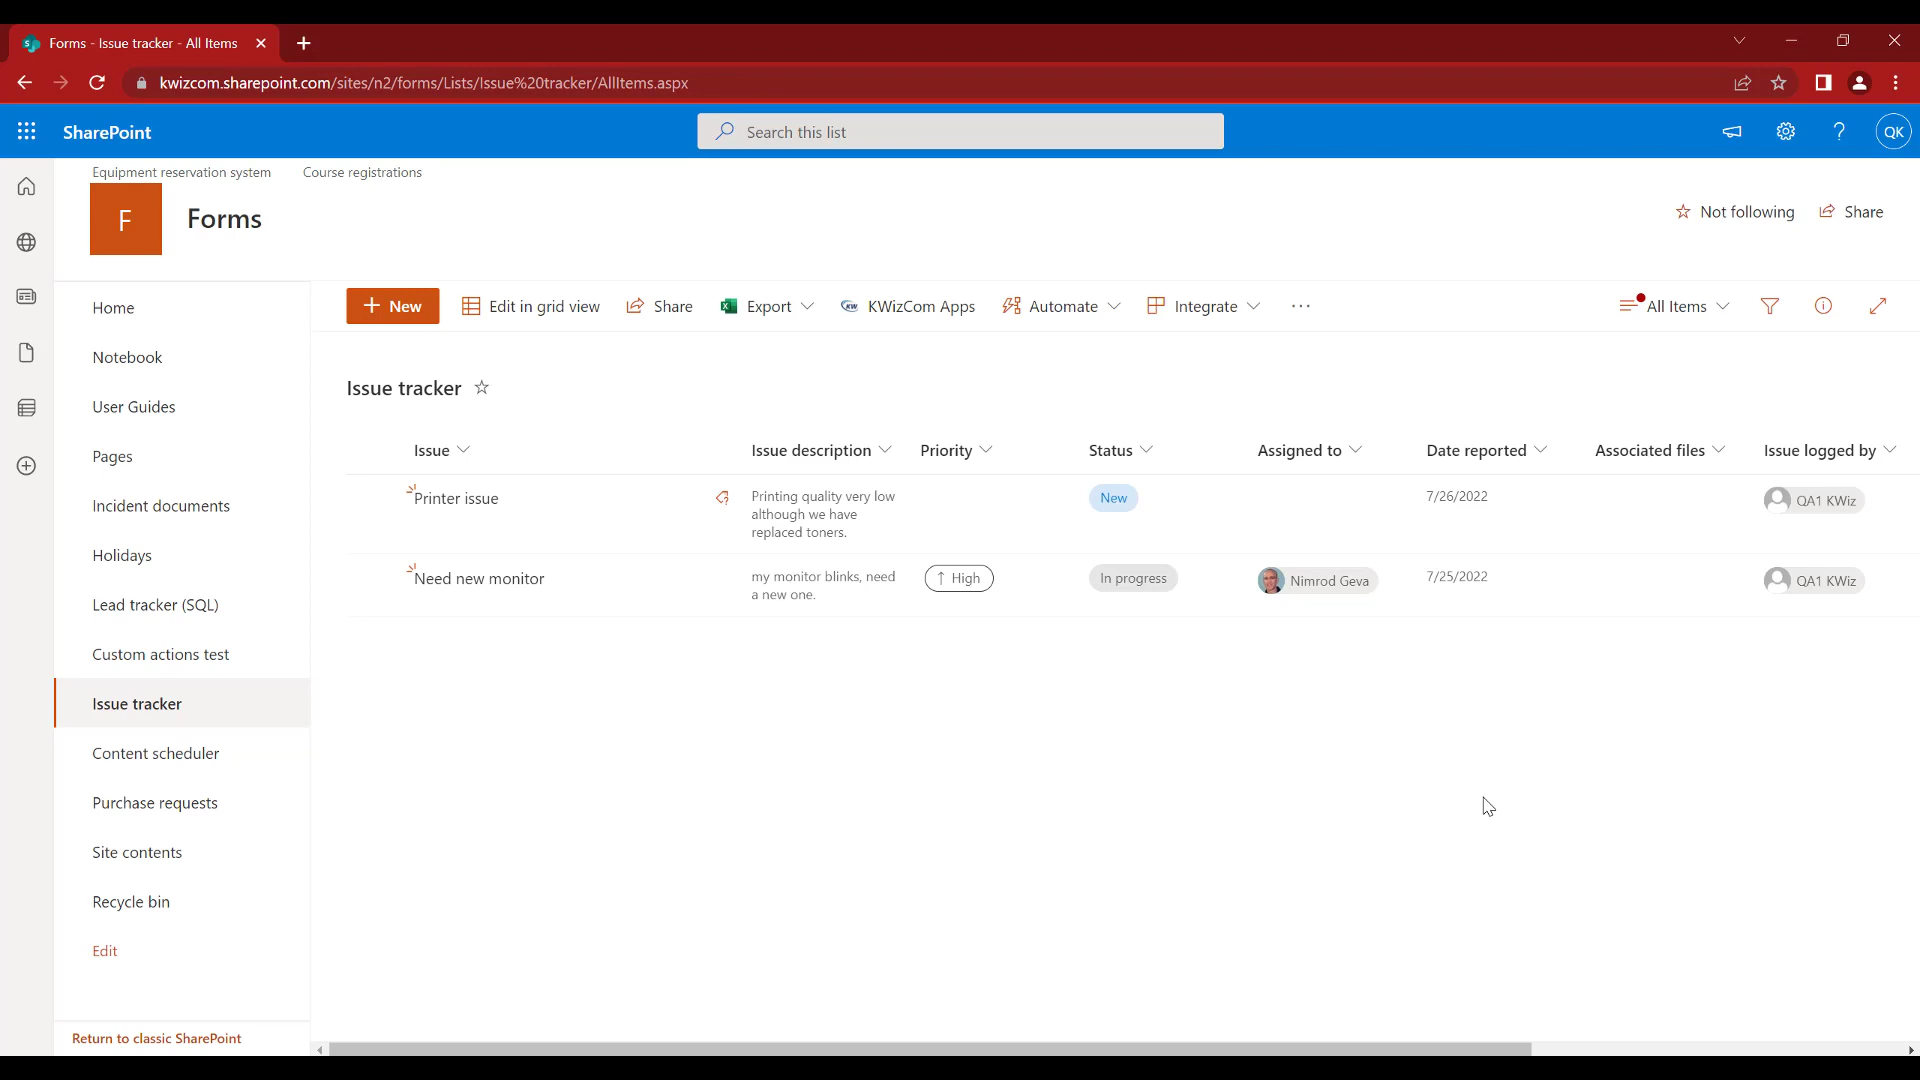 Forms - Issue tracker - All Items
kwizcom.sharepoint.com/sites/n2/forms/Lists/Issue%20tracker/AllItems.aspx
SharePoint
Search this list
QK
Equipment reservation system
Course registrations
F
Forms
Not following
Share
Home
Notebook
User Guides
Pages
Incident documents
Holidays
Lead tracker (SQL)
Custom actions test
Issue tracker
Content scheduler
Purchase requests
Site contents
Recycle bin
Edit
Return to classic SharePoint
New
Edit in grid view
Share
Export
KWizCom Apps
Automate
Integrate
All Items
Issue tracker
Issue
Issue description
Priority
Status
Assigned to
Date reported
Associated files
Issue logged by
Printer issue
Printing quality very low
although we have
replaced toners.
New
7/26/2022
QA1 KWiz
Need new monitor
my monitor blinks, need
a new one.
High
In progress
Nimrod Geva
7/25/2022
QA1 KWiz